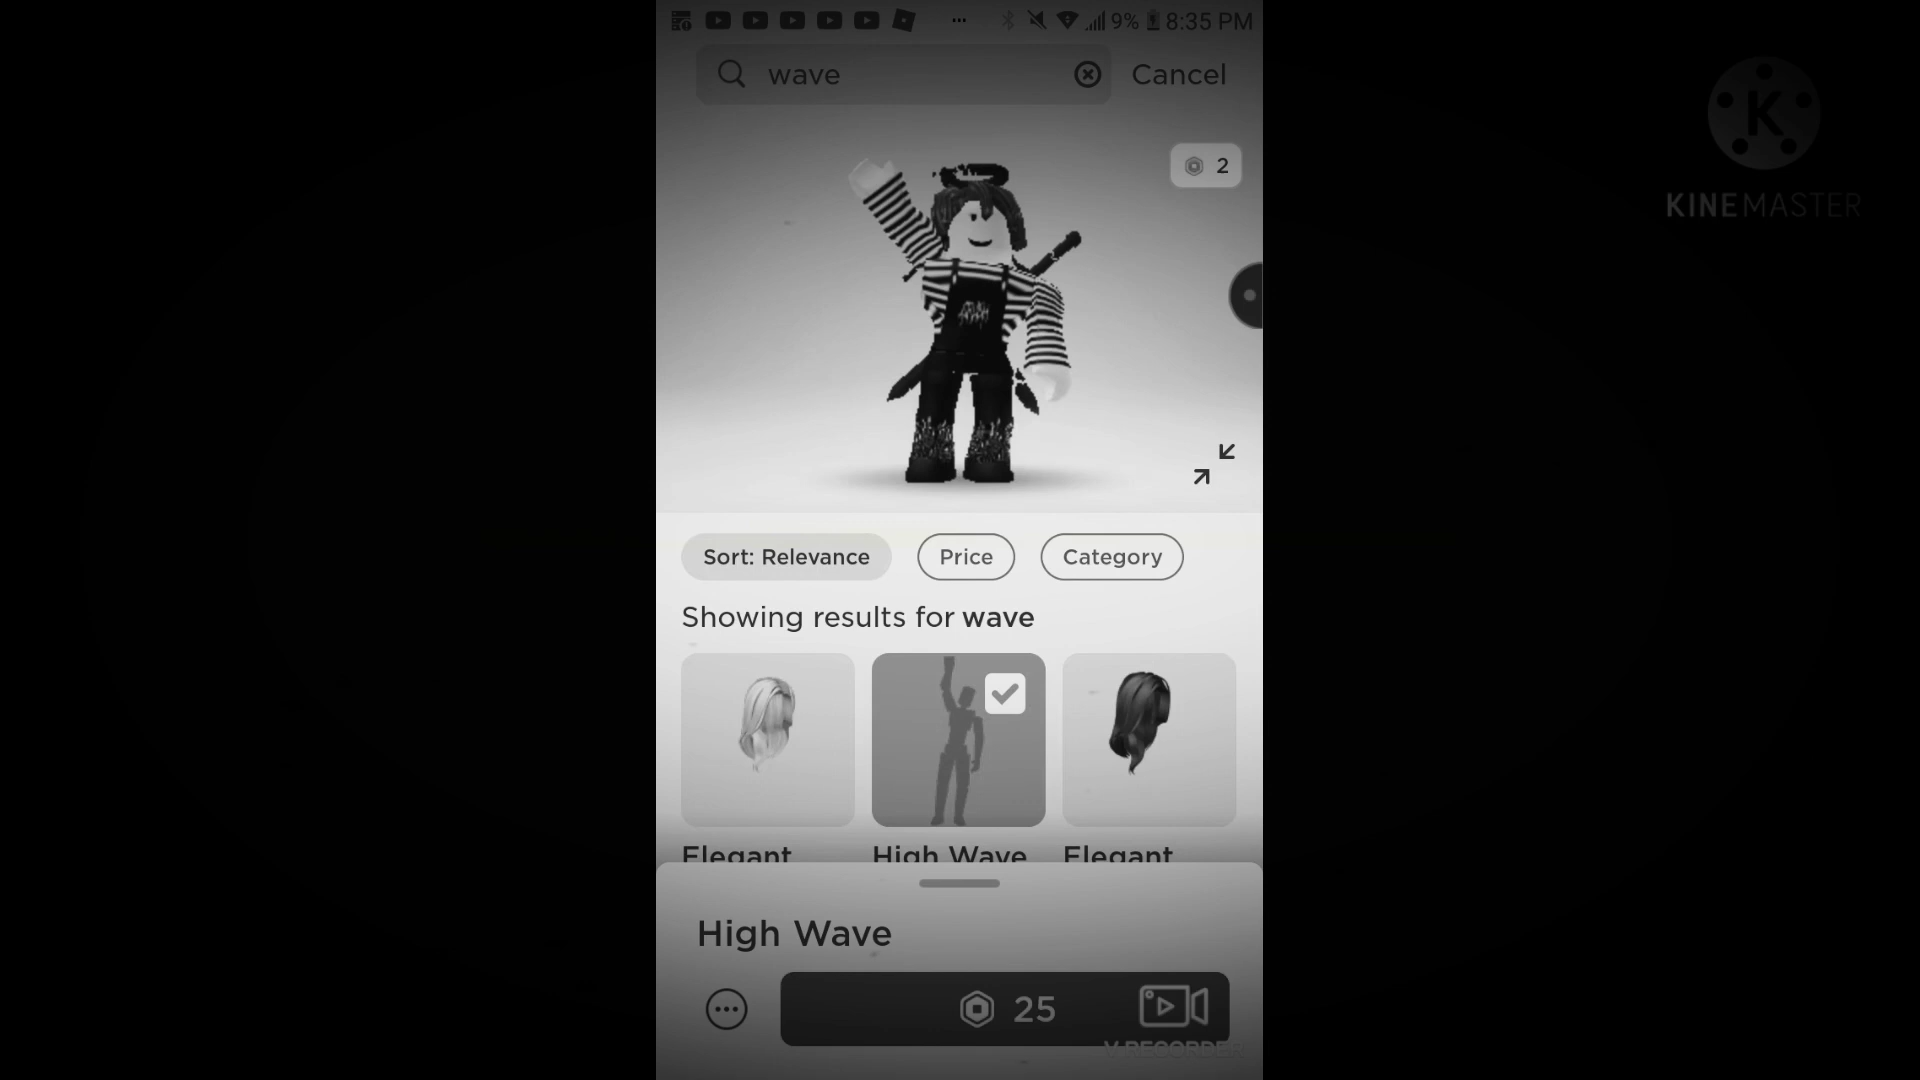 9% 8:35 PM
wave Cancel
2
K
KINEMASTER
Sort: Relevance Price Category
Showing results for wave
Elegant High Wave Elegant
High Wave
25
V RECORDER